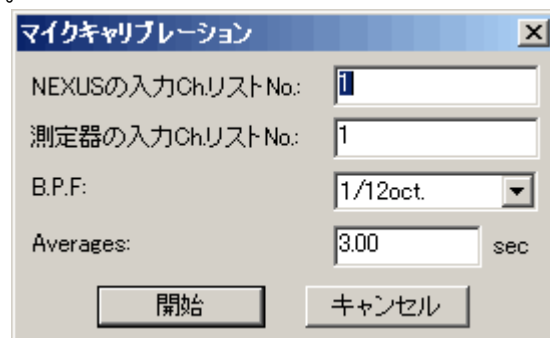 マイクキャリブレーション
NEXUSの入力Ch.リストNo.: 1
測定器の入力Ch.リストNo.: 1
B.P.F: 1/12oct.
Averages: 3.00 sec
開始 キャンセル